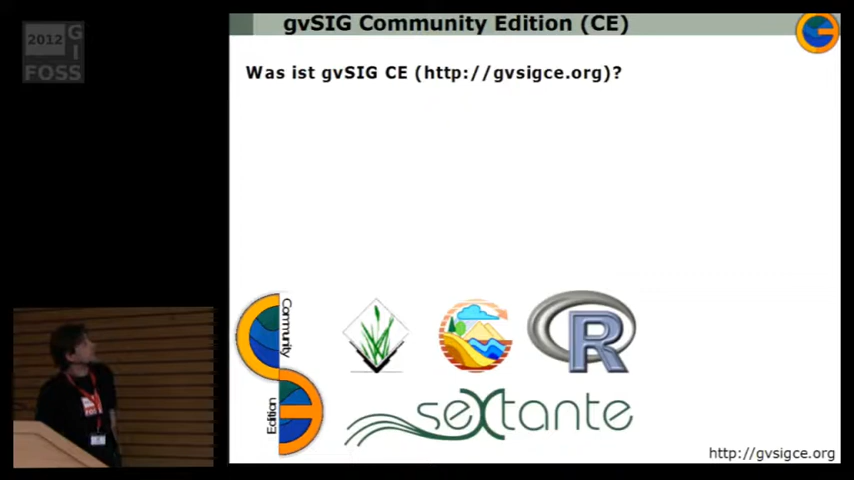 2012
GI
FOSS
gvSIG Community Edition (CE)
Was ist gvSIG CE (http://gvsigce.org)?
Community
Edition
R
sextante
http://gvsigce.org
FOSS